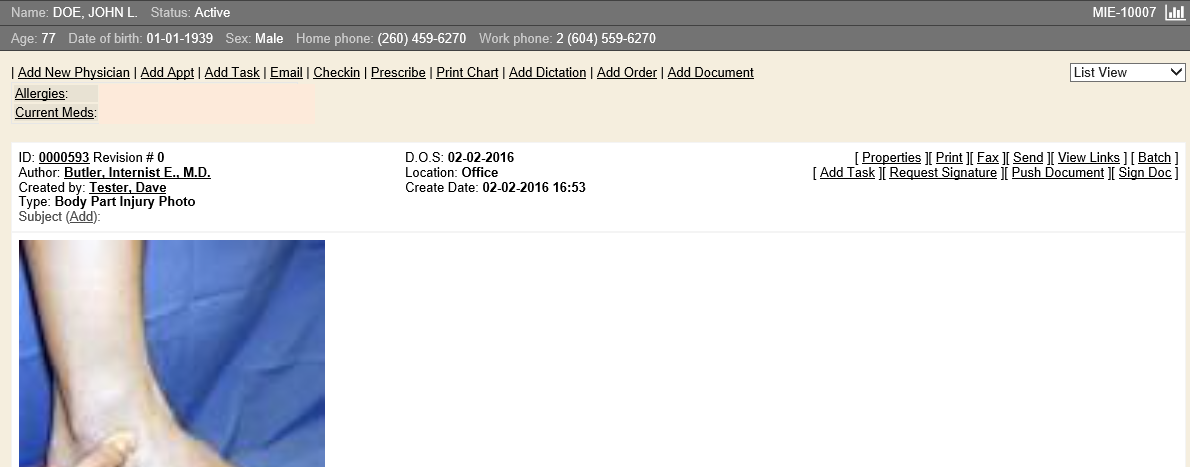 Name: DOE, JOHN L. Status: Active MIE-10007
Age: 77 Date of birth: 01-01-1939 Sex: Male Home phone: (260) 459-6270 Work phone: 2 (604) 559-6270
| Add New Physician | Add Appt | Add Task | Email | Checkin | Prescribe | Print Chart | Add Dictation | Add Order | Add Document List View
Allergies:
Current Meds:
ID: 0000593 Revision # 0 D.O.S: 02-02-2016 [ Properties ][ Print ][ Fax ][ Send ][ View Links ] [ Batch ]
Author: Butler, Internist E., M.D. Location: Office [ Add Task ][ Request Signature ][ Push Document ][ Sign Doc ]
Created by: Tester, Dave Create Date: 02-02-2016 16:53
Type: Body Part Injury Photo
Subject (Add):